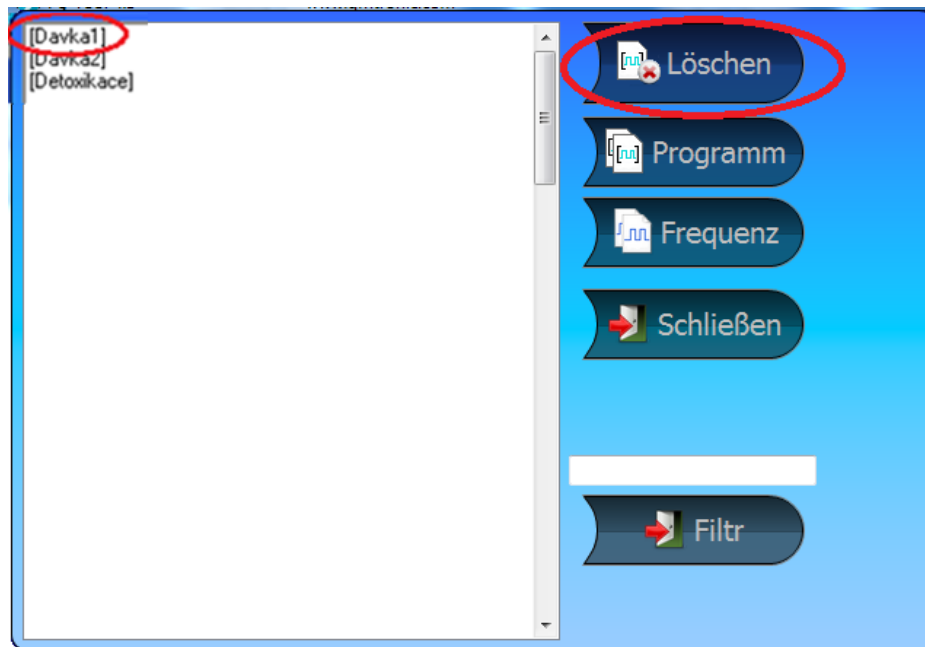 [Davka1]
[Davka2]
[Detoxikace]
Löschen
Programm
Frequenz
Schließen
Filtr